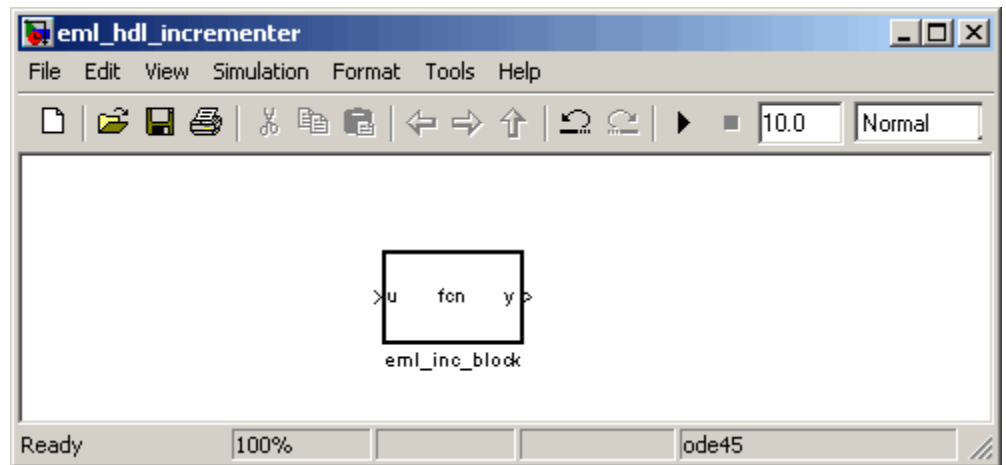 eml_hdl_incrementer
File Edit View Simulation Format Tools Help
10.0 Normal
u fcn y
eml_inc_block
Ready 100% ode45